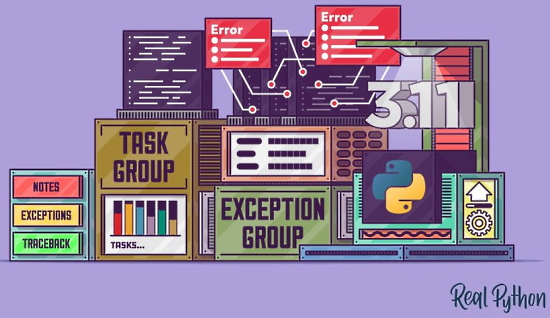 Error
Error
3.11
TASK
GROUP
NOTES
EXCEPTIONS
TRACEBACK
TASKS...
EXCEPTION
GROUP
Real Python